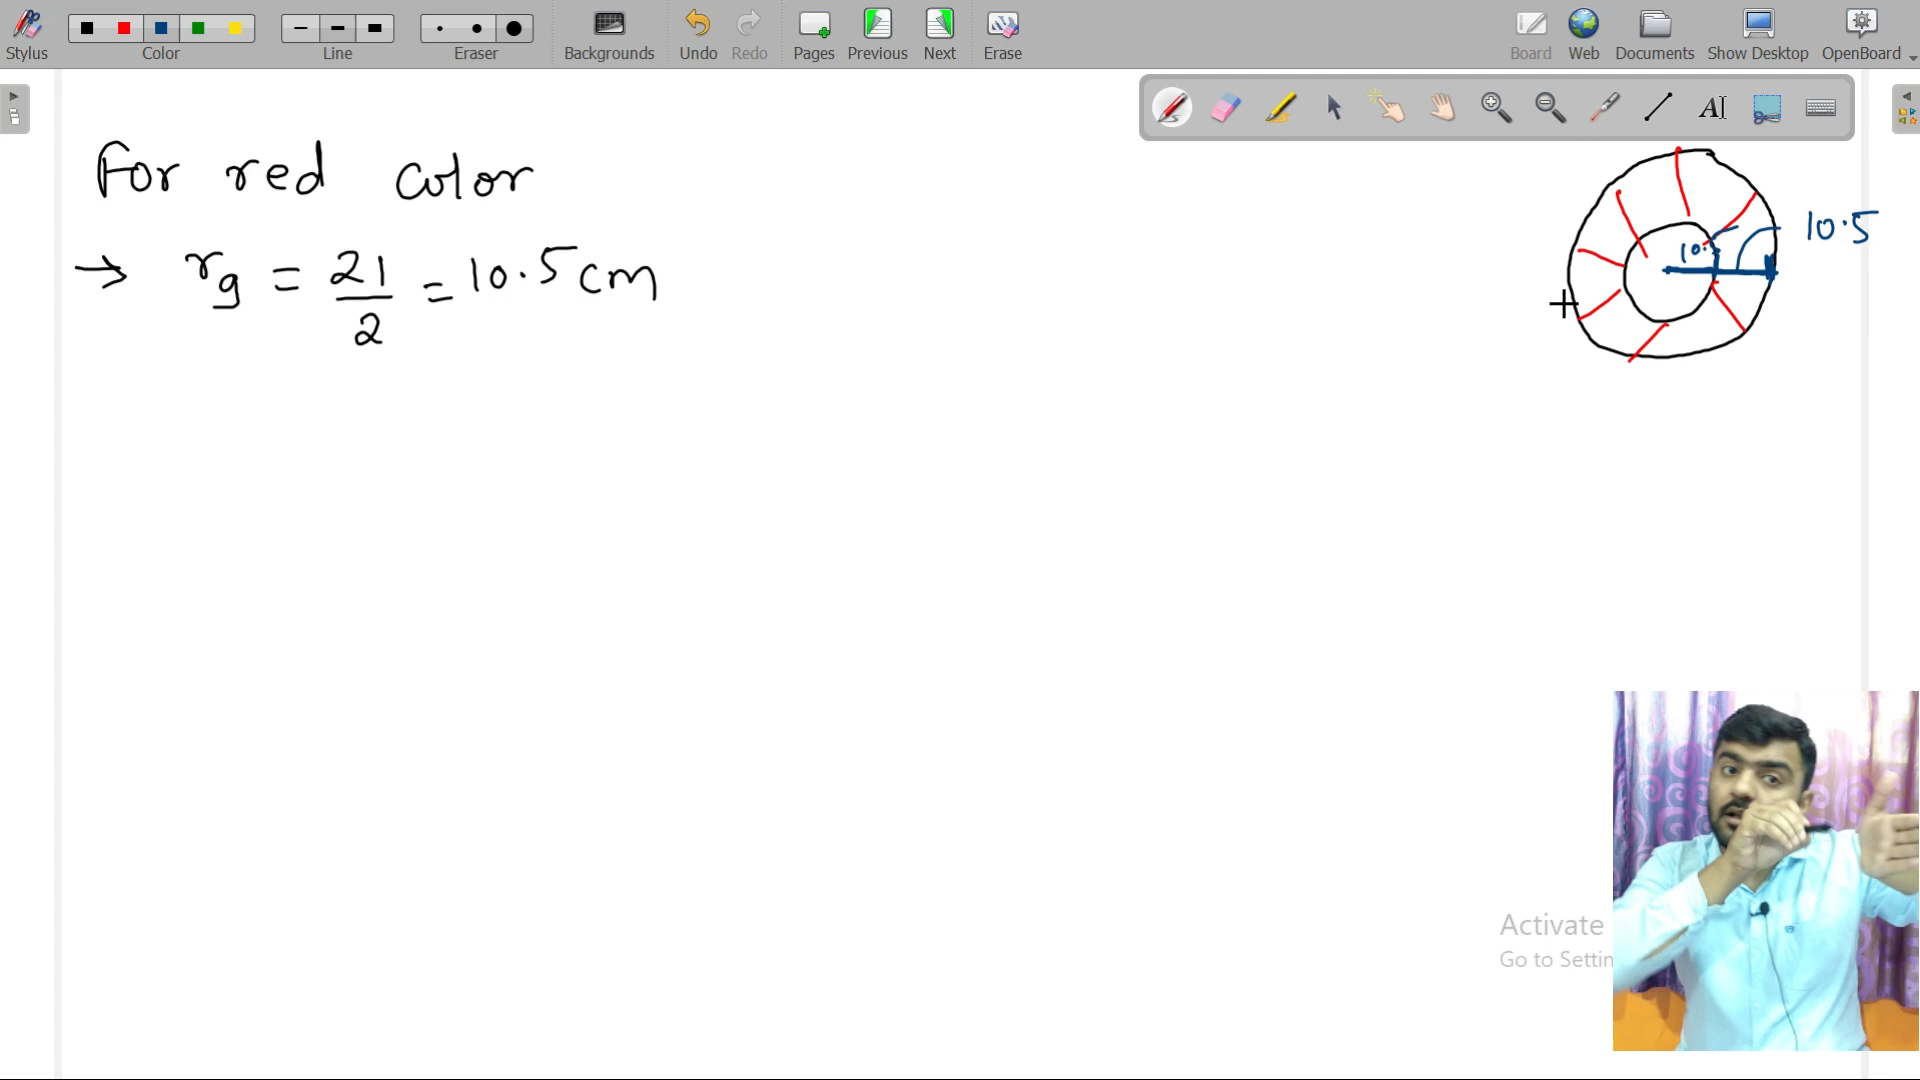 Stylus
Color
Line
Eraser
Backgrounds
Undo
Redo
Pages
Previous
Next
Erase
Board
Web
Documents
Show Desktop
OpenBoard
For red color
→ rg = 21/2 = 10.5 cm
10.
10.5
Activate
Go to Settin